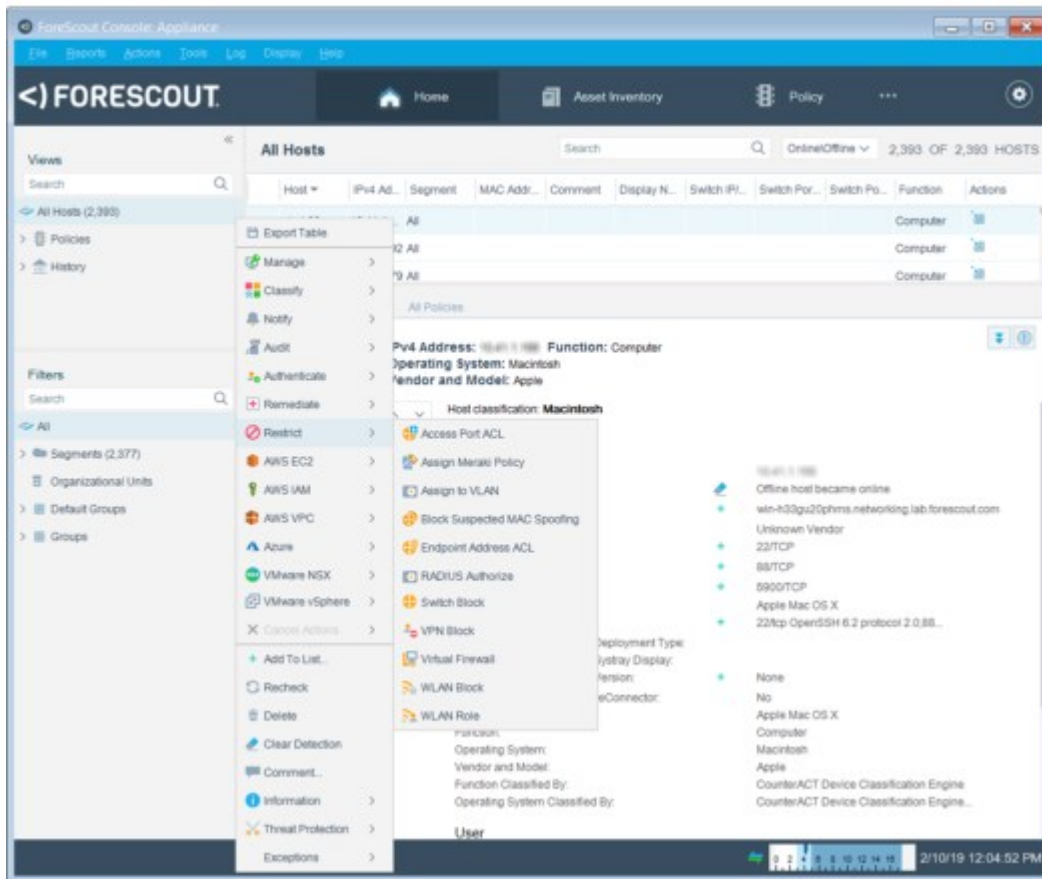 ForeScout Console: Appliance
File Reports Actions Tools Log Display Help
<) FORESCOUT.
Home
Asset Inventory
Policy
...
Views
Search
All Hosts (2,393)
Policies
History
Filters
Search
All
Segments (2,377)
Organizational Units
Default Groups
Groups
All Hosts
Search
Online\Offline
2,393 OF 2,393 HOSTS
Host IPv4 Ad... Segment MAC Addr... Comment Display N... Switch IP/... Switch Por... Switch Po... Function Actions
All Computer
All Computer
All Computer
All Policies
IPv4 Address: Function: Computer
Operating System: Macintosh
Vendor and Model: Apple
Host classification: Macintosh
Export Table
Manage
Classify
Notify
Audit
Authenticate
Remediate
Restrict
AWS EC2
AWS IAM
AWS VPC
Azure
VMware NSX
VMware vSphere
Cancel Actions
Add To List...
Recheck
Delete
Clear Detection
Comment...
Information
Threat Protection
Exceptions
Access Port ACL
Assign Meraki Policy
Assign to VLAN
Block Suspected MAC Spoofing
Endpoint Address ACL
RADIUS Authorize
Switch Block
VPN Block
Virtual Firewall
WLAN Block
WLAN Role
Offline host became online
win-h33gu20phms.networking.lab.forescout.com
Unknown Vendor
22/TCP
88/TCP
5900/TCP
Apple Mac OS X
22/tcp OpenSSH 6.2 protocol 2.0;88...
Deployment Type:
Systray Display:
Version: None
No
Apple Mac OS X
Function: Computer
Operating System: Macintosh
Vendor and Model: Apple
Function Classified By: CounterACT Device Classification Engine
Operating System Classified By: CounterACT Device Classification Engine...
User
0 2 4 6 8 10 12 14 16
2/10/19 12:04:52 PM